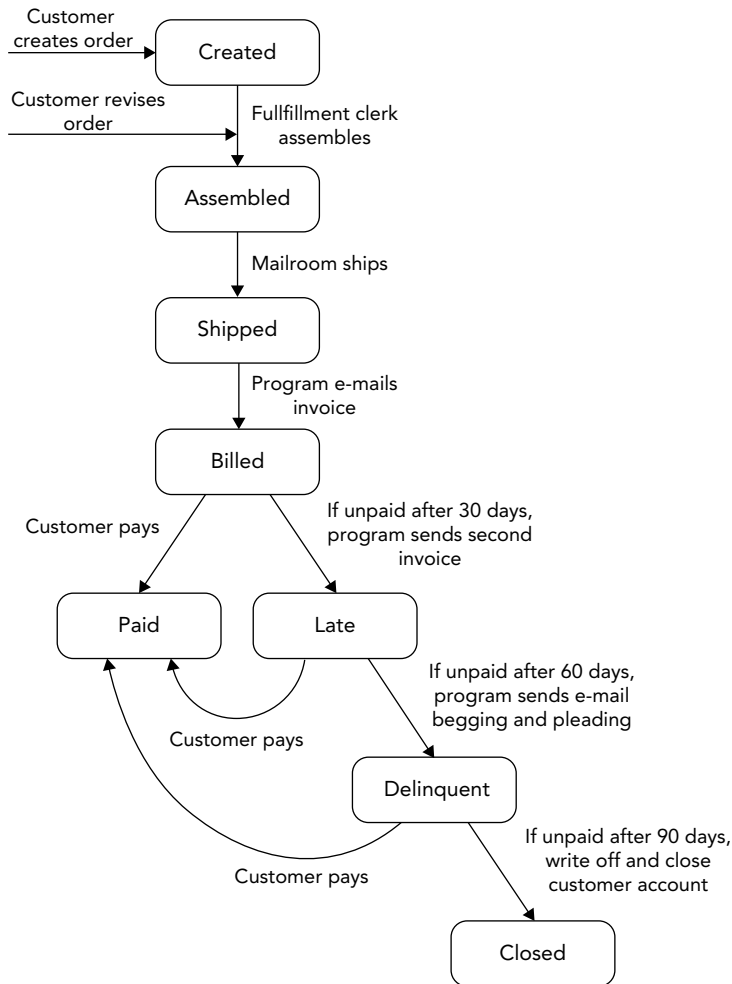 Customer
creates order
Created
Customer revises
order
Fullfillment clerk
assembles
Assembled
Mailroom ships
Shipped
Program e-mails
invoice
Billed
Customer pays
If unpaid after 30 days,
program sends second
invoice
Paid
Late
If unpaid after 60 days,
program sends e-mail
begging and pleading
Customer pays
Delinquent
If unpaid after 90 days,
write off and close
customer account
Customer pays
Closed